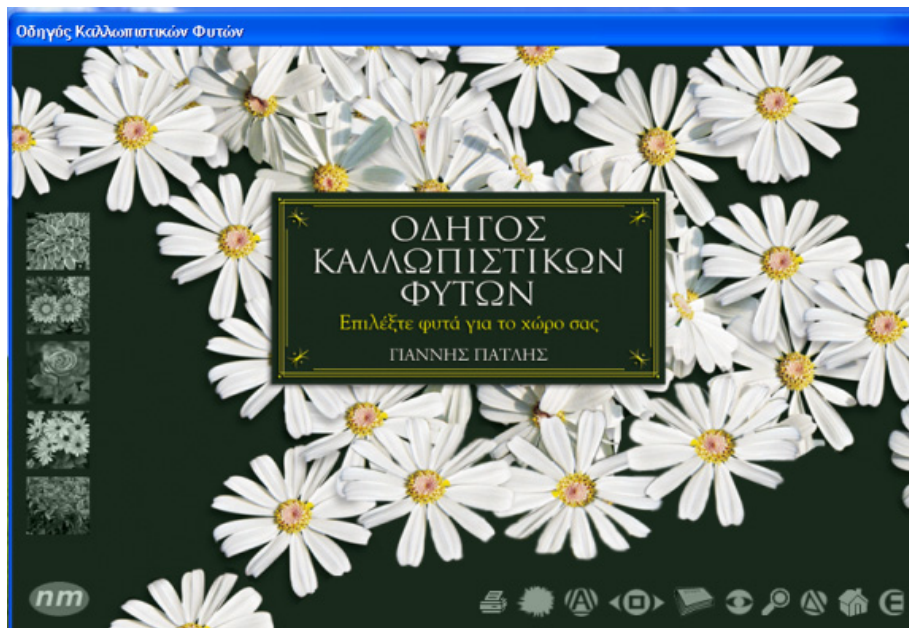 Οδηγός Καλλωπιστικών Φυτών
ΟΔΗΓΟΣ
ΚΑΛΛΩΠΙΣΤΙΚΩΝ
ΦΥΤΩΝ
Επιλέξτε φυτά για το χώρο σας
ΓΙΑΝΝΗΣ ΠΑΤΛΗΣ
nm